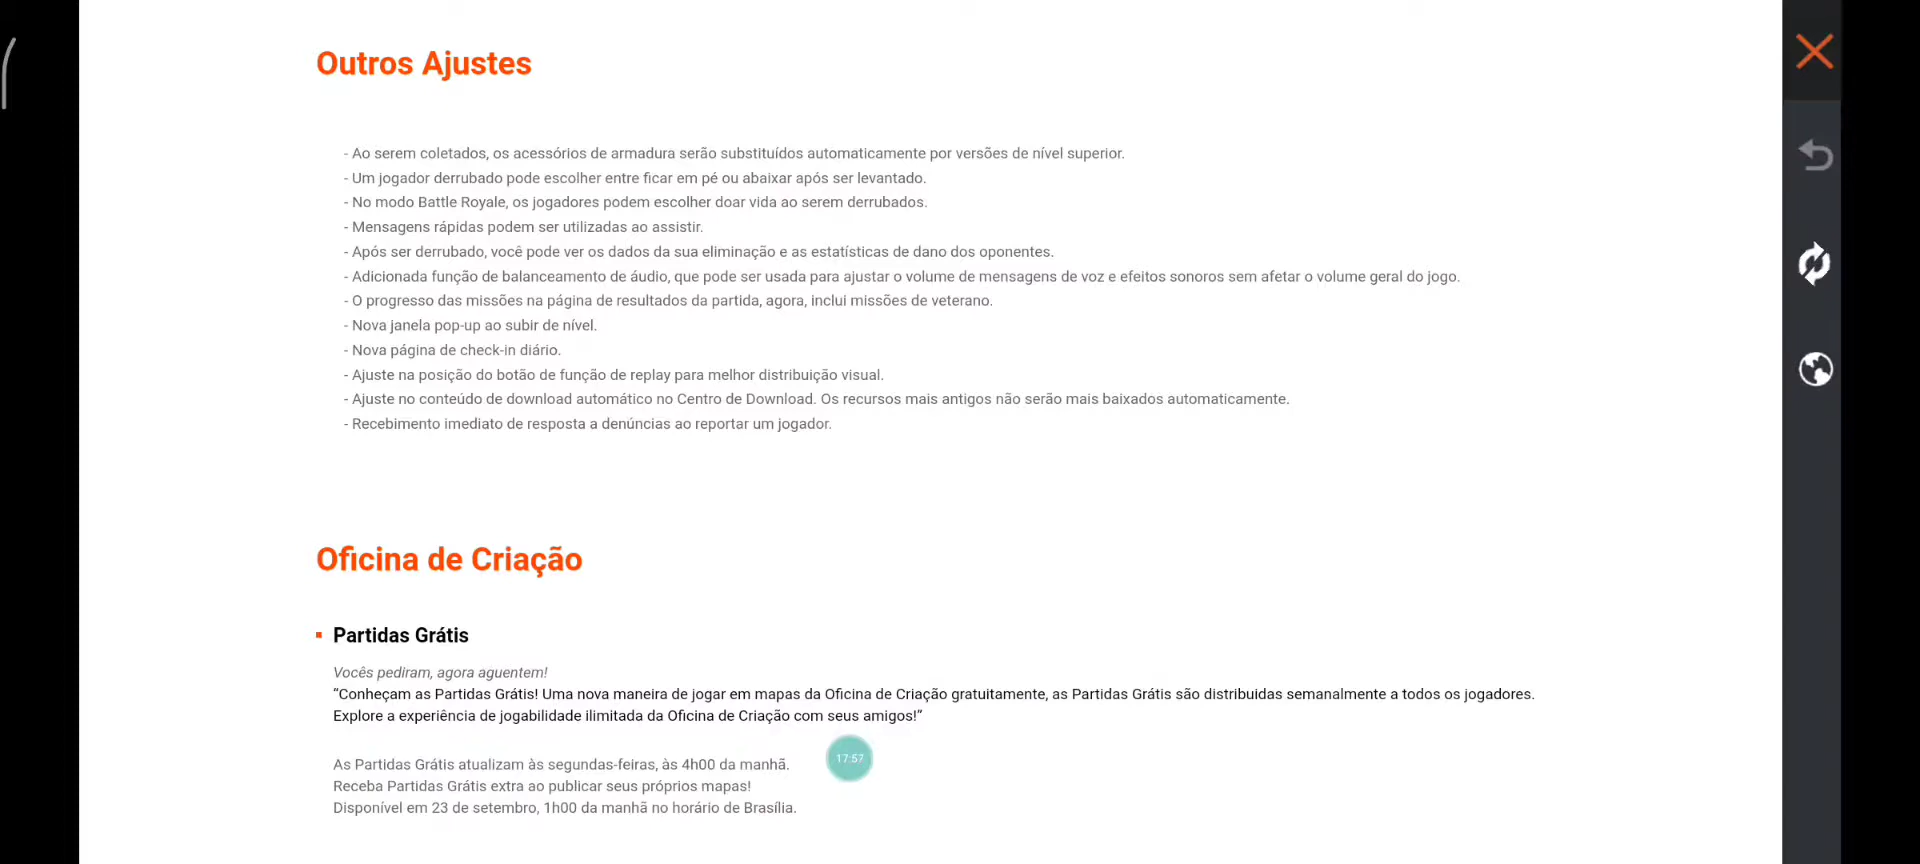 Outros Ajustes
- Ao serem coletados, os acessórios de armadura serão substituídos automaticamente por versões de nível superior.
- Um jogador derrubado pode escolher entre ficar em pé ou abaixar após ser levantado.
- No modo Battle Royale, os jogadores podem escolher doar vida ao serem derrubados.
- Mensagens rápidas podem ser utilizadas ao assistir.
- Após ser derrubado, você pode ver os dados da sua eliminação e as estatísticas de dano dos oponentes.
- Adicionada função de balanceamento de áudio, que pode ser usada para ajustar o volume de mensagens de voz e efeitos sonoros sem afetar o volume geral do jogo.
- O progresso das missões na página de resultados da partida, agora, inclui missões de veterano.
- Nova janela pop-up ao subir de nível.
- Nova página de check-in diário.
- Ajuste na posição do botão de função de replay para melhor distribuição visual.
- Ajuste no conteúdo de download automático no Centro de Download. Os recursos mais antigos não serão mais baixados automaticamente.
- Recebimento imediato de resposta a denúncias ao reportar um jogador.
Oficina de Criação
Partidas Grátis
Vocês pediram, agora aguentem!
“Conheçam as Partidas Grátis! Uma nova maneira de jogar em mapas da Oficina de Criação gratuitamente, as Partidas Grátis são distribuidas semanalmente a todos os jogadores.
Explore a experiência de jogabilidade ilimitada da Oficina de Criação com seus amigos!”
As Partidas Grátis atualizam às segundas-feiras, às 4h00 da manhã.
17:57
Receba Partidas Grátis extra ao publicar seus próprios mapas!
Disponível em 23 de setembro, 1h00 da manhã no horário de Brasília.